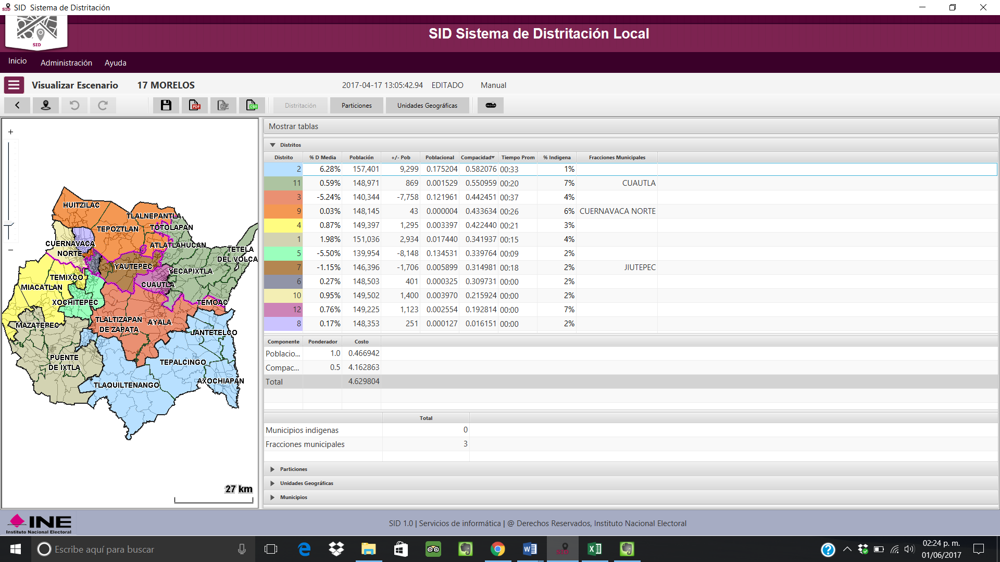 SID Sistema de Distritación
SID
SID Sistema de Distritación Local
Inicio Administración Ayuda
Visualizar Escenario 17 MORELOS 2017-04-17 13:05:42.94 EDITADO Manual
PDF ZIP CSV Distritación Particiones Unidades Geográficas
Mostrar tablas
Distritos
Distrito % D Media Población +/- Pob Poblacional Compacidad Tiempo Prom % Indigena Fracciones Municipales
2 6.28% 157,401 9,299 0.175204 0.582076 00:33 1%
11 0.59% 148,971 869 0.001529 0.550959 00:20 7% CUAUTLA
3 -5.24% 140,344 -7,758 0.121961 0.442451 00:37 4%
9 0.03% 148,145 43 0.000004 0.433634 00:26 6% CUERNAVACA NORTE
4 0.87% 149,397 1,295 0.003397 0.422440 00:21 3%
1 1.98% 151,036 2,934 0.017440 0.341937 00:15 4%
5 -5.50% 139,954 -8,148 0.134531 0.339764 00:09 2%
7 -1.15% 146,396 -1,706 0.005899 0.314981 00:18 2% JIUTEPEC
6 0.27% 148,503 401 0.000325 0.309731 00:00 2%
10 0.95% 149,502 1,400 0.003970 0.215924 00:00 2%
12 0.76% 149,225 1,123 0.002554 0.192814 00:00 7%
8 0.17% 148,353 251 0.000127 0.016151 00:00 2%
Componente Ponderador Costo
Poblacio... 1.0 0.466942
Compac... 0.5 4.162863
Total 4.629804
Total
Municipios indigenas 0
Fracciones municipales 3
Particiones
Unidades Geográficas
Municipios
+
−
HUITZILAC
TLALNEPANTLA
TEPOZTLAN
TOTOLAPAN
CUERNAVACA
NORTE
ATLATLAHUCAN
TETELA
DEL VOLCA
YAUTEPEC
YECAPIXTLA
TEMIXCO
CUAUTLA
MIACATLAN
XOCHITEPEC
TEMOAC
TLALTIZAPAN
DE ZAPATA
AYALA
MAZATEPEC
JANTETELCO
PUENTE
DE IXTLA
TEPALCINGO
TLAQUILTENANGO
AXOCHIAPAN
27 km
INE
Instituto Nacional Electoral
SID 1.0 | Servicios de informática | @ Derechos Reservados, Instituto Nacional Electoral
Escribe aquí para buscar
02:24 p. m.
01/06/2017